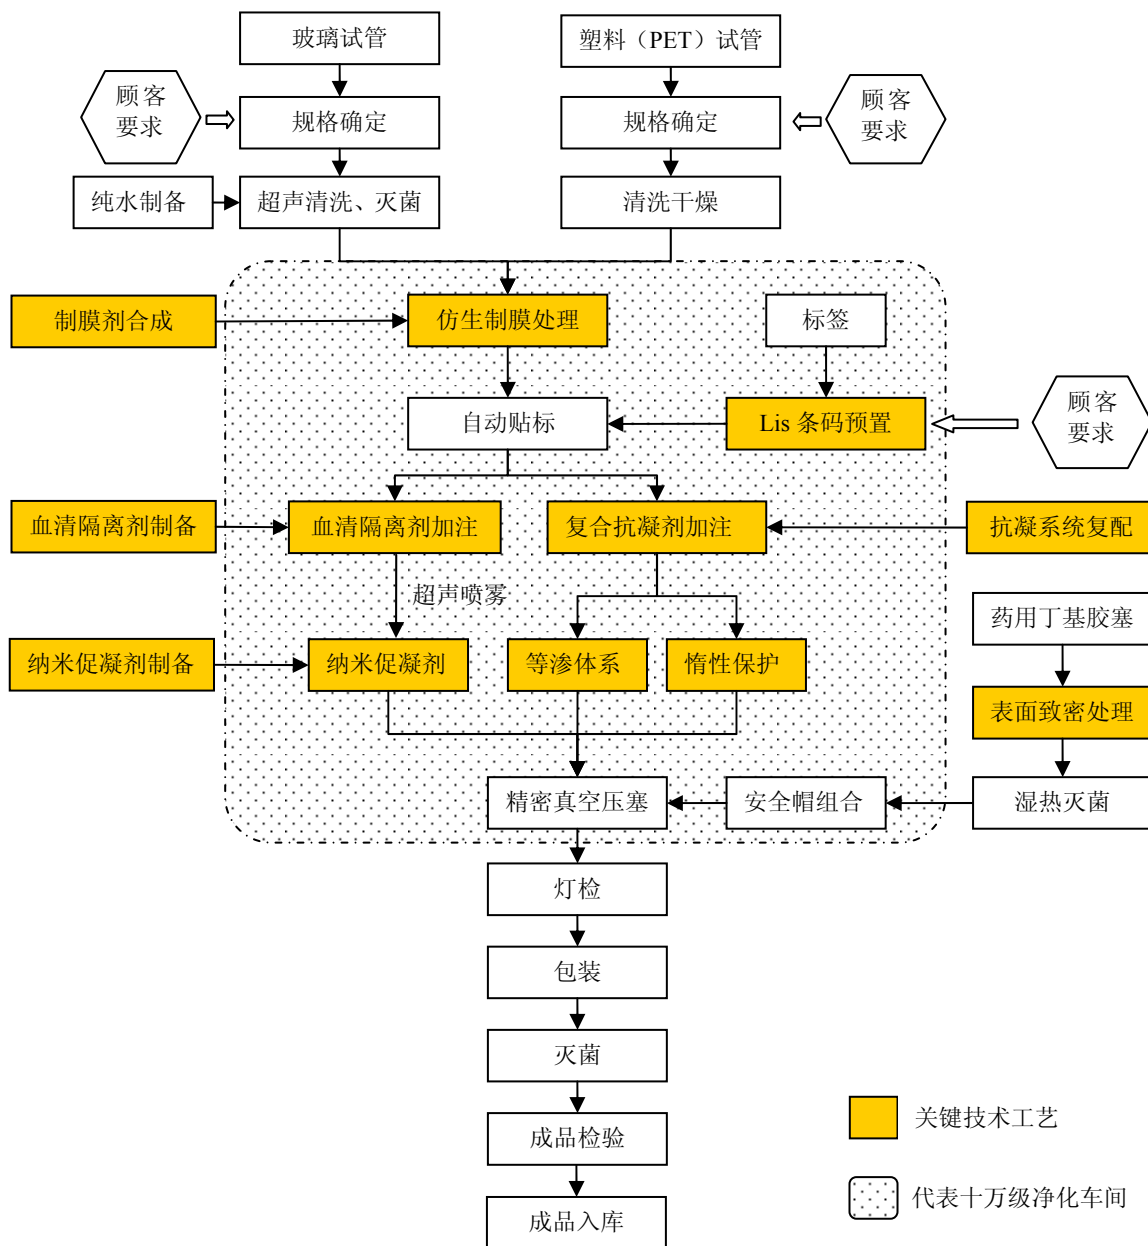 玻璃试管
塑料（PET）试管
顾客
要求
规格确定
规格确定
顾客
要求
纯水制备
超声清洗、灭菌
清洗干燥
制膜剂合成
仿生制膜处理
标签
自动贴标
Lis 条码预置
顾客
要求
血清隔离剂制备
血清隔离剂加注
复合抗凝剂加注
抗凝系统复配
超声喷雾
药用丁基胶塞
纳米促凝剂制备
纳米促凝剂
等渗体系
惰性保护
表面致密处理
精密真空压塞
安全帽组合
湿热灭菌
灯检
包装
灭菌
成品检验
成品入库
关键技术工艺
代表十万级净化车间